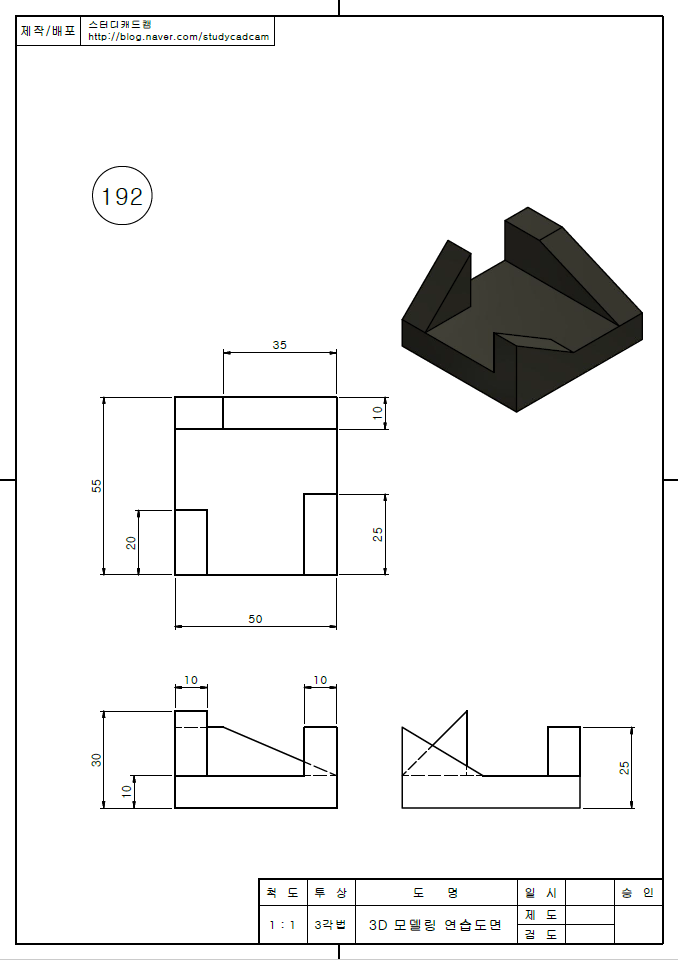 제작/배포
스터디캐드캠
http://blog.naver.com/studycadcam
192
35
10
55
20
25
50
10
10
30
10
25
척 도
투 상
도 명
일 시
승 인
1 : 1
3각법
3D 모델링 연습도면
제 도
검 도